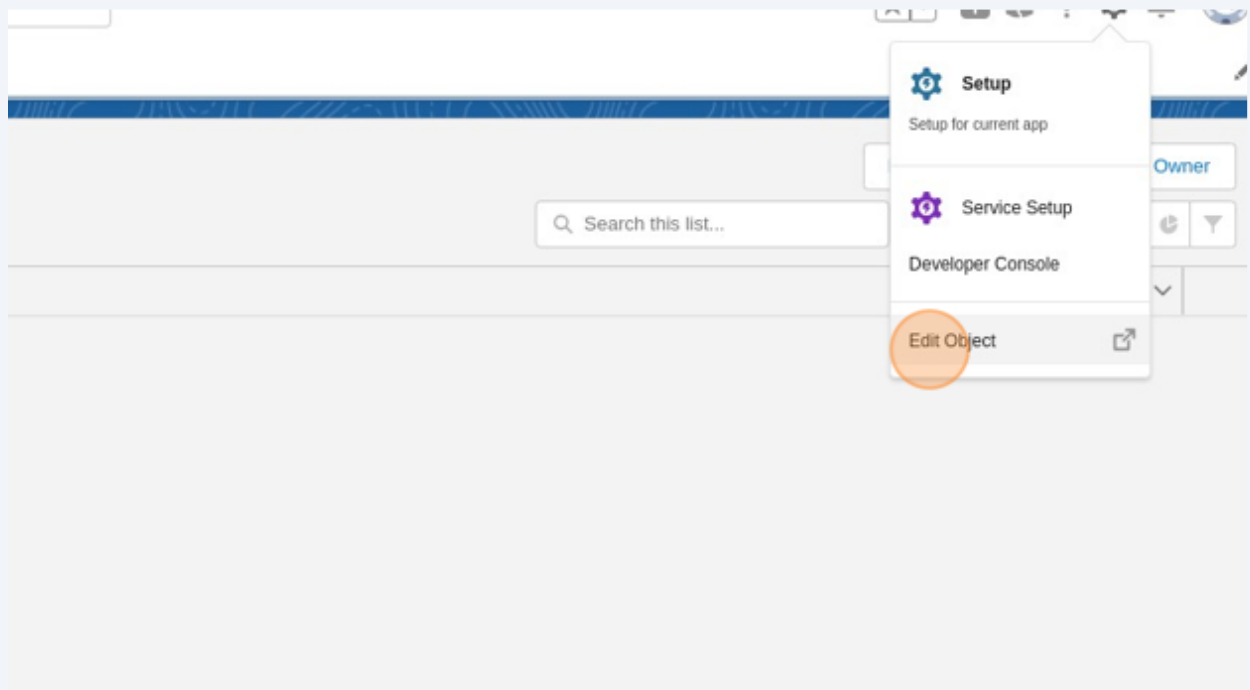 Setup
Setup for current app
Owner
Service Setup
Search this list...
Developer Console
Edit Object